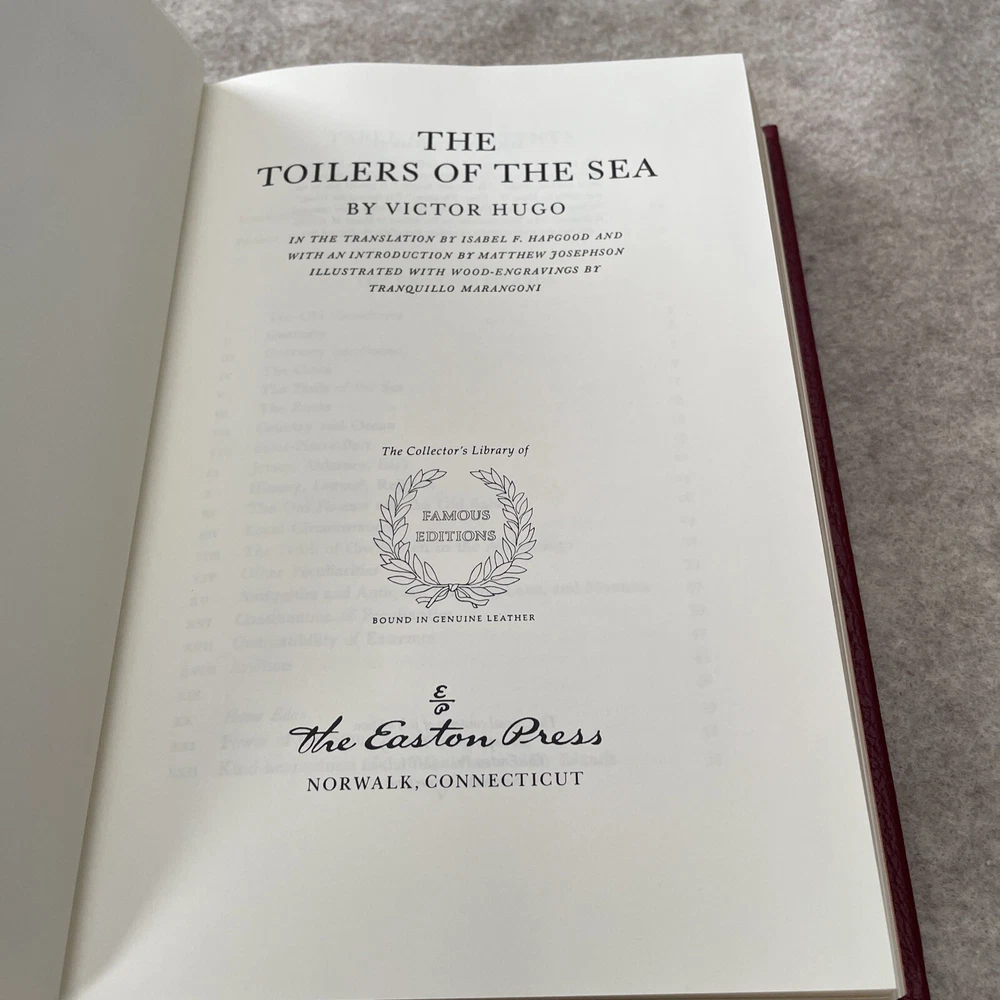 THE
TOILERS OF THE SEA
BY VICTOR HUGO
IN THE TRANSLATION BY ISABEL F. HAPGOOD AND
WITH AN INTRODUCTION BY MATTHEW JOSEPHSON
ILLUSTRATED WITH WOOD-ENGRAVINGS BY
TRANQUILLO MARANGONI
The Collector's Library of
FAMOUS
EDITIONS
BOUND IN GENUINE LEATHER
E
P
The Easton Press
NORWALK, CONNECTICUT